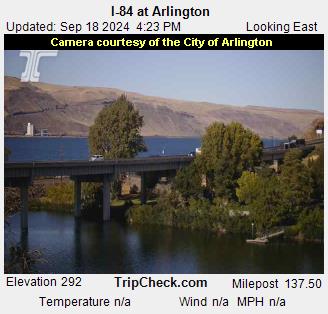 I-84 at Arlington
Updated: Sep 18 2024 4:23 PM Looking East
Camera courtesy of the City of Arlington
Elevation 292 TripCheck.com Milepost 137.50
Temperature n/a Wind n/a MPH n/a